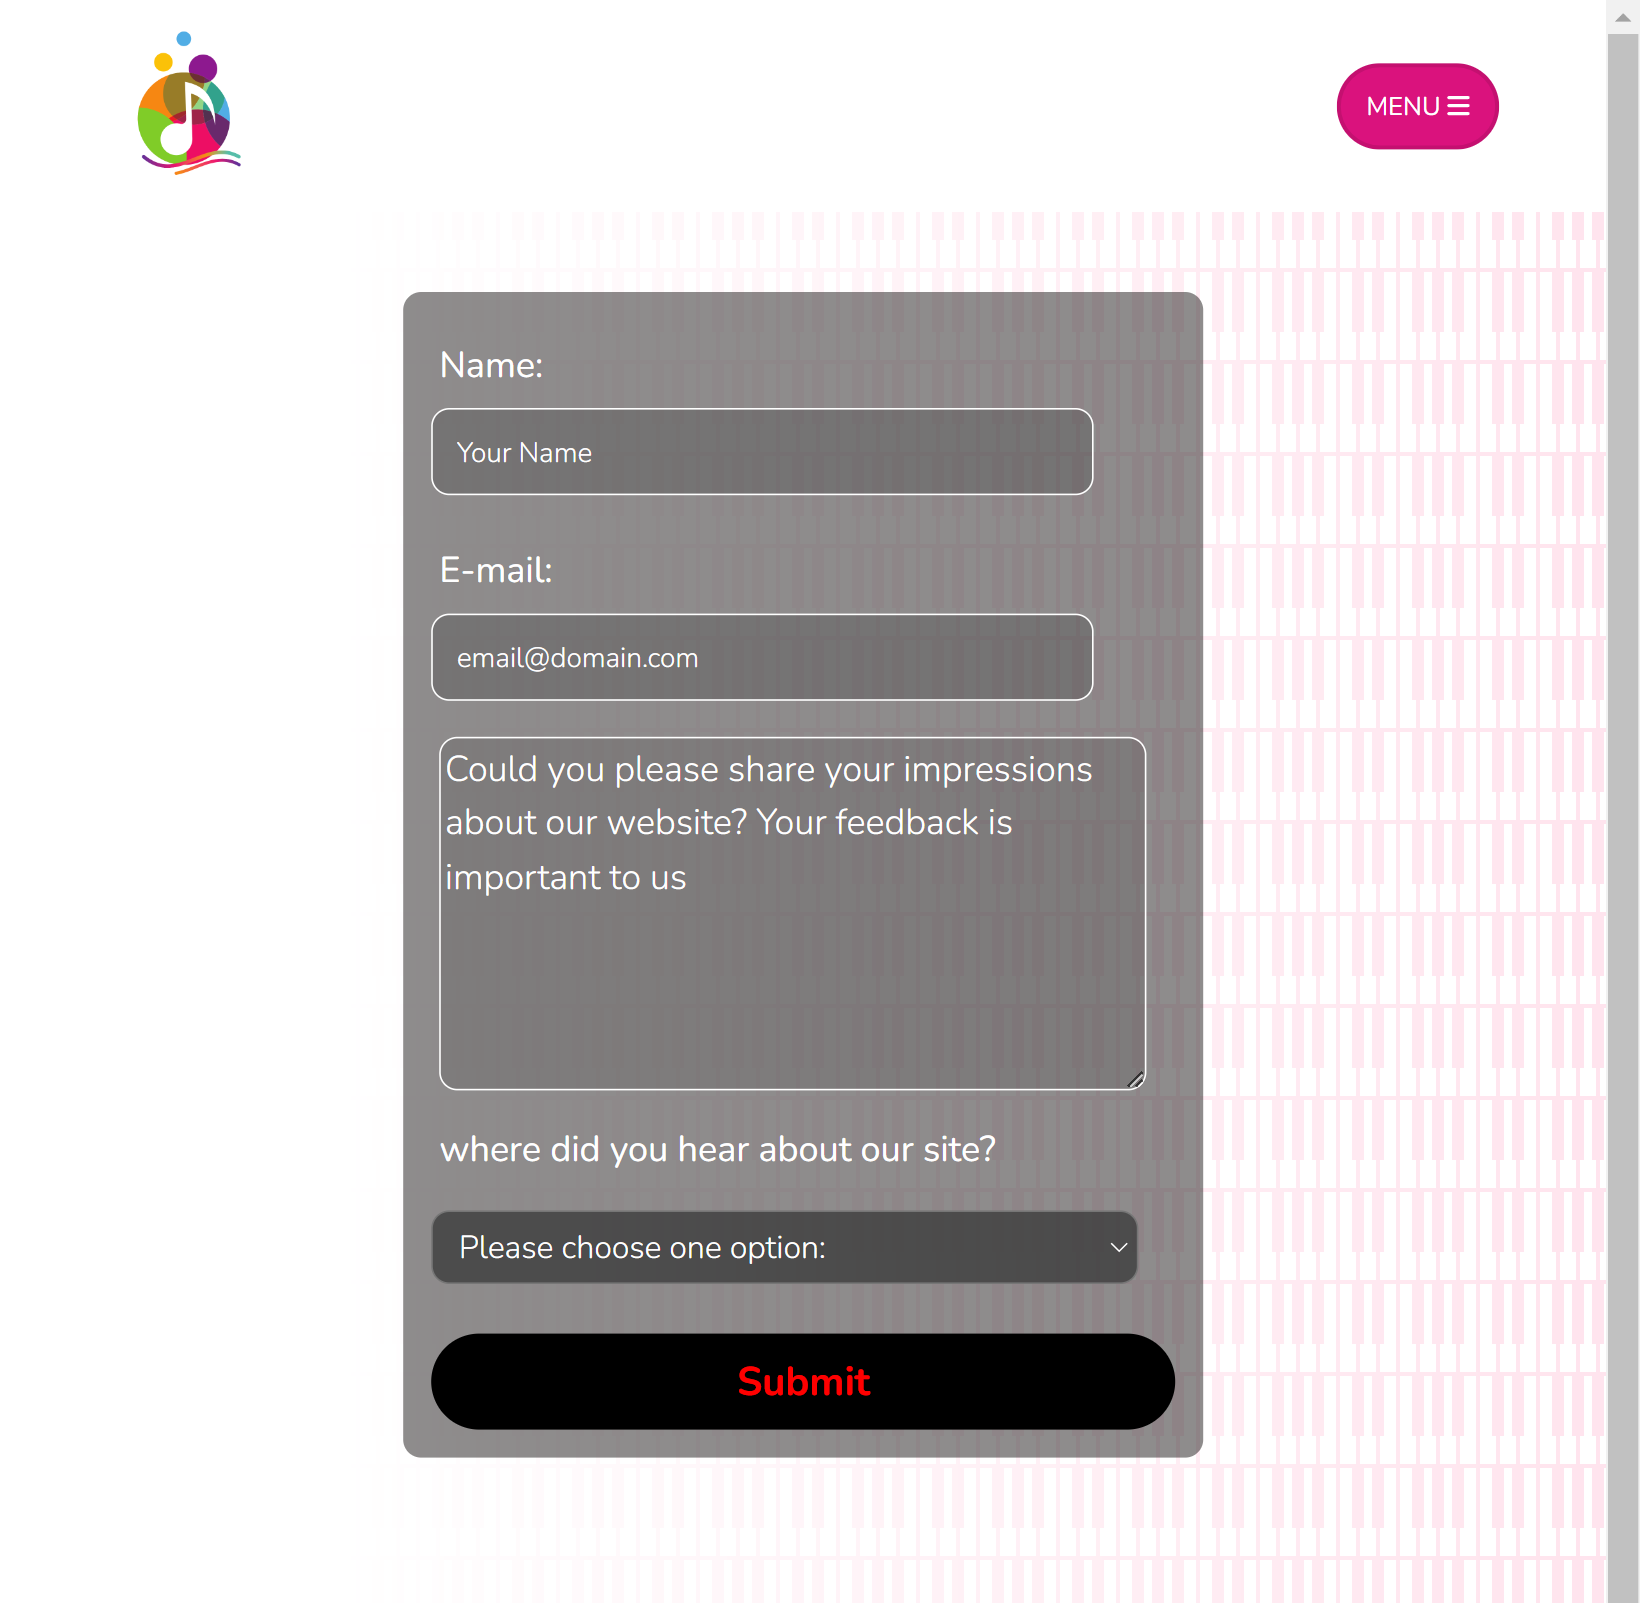 MENU
Name:
Your Name
E-mail:
email@domain.com
Could you please share your impressions
about our website? Your feedback is
important to us
where did you hear about our site?
Please choose one option:
Submit